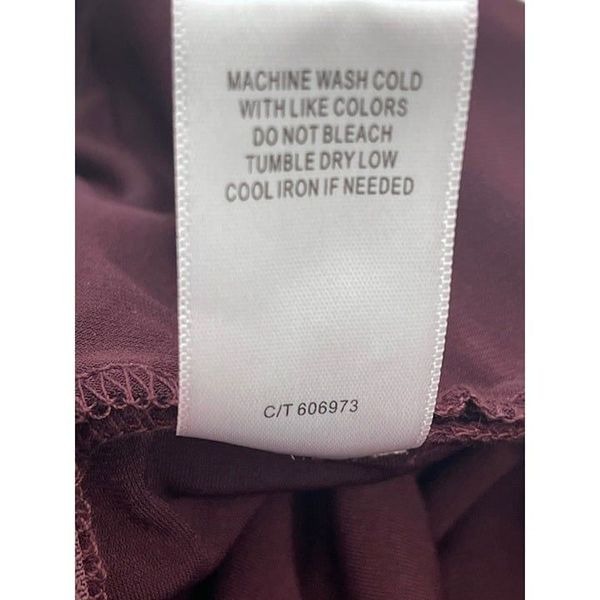 MACHINE WASH COLD
WITH LIKE COLORS
DO NOT BLEACH
TUMBLE DRY LOW
COOL IRON IF NEEDED
C/T 606973